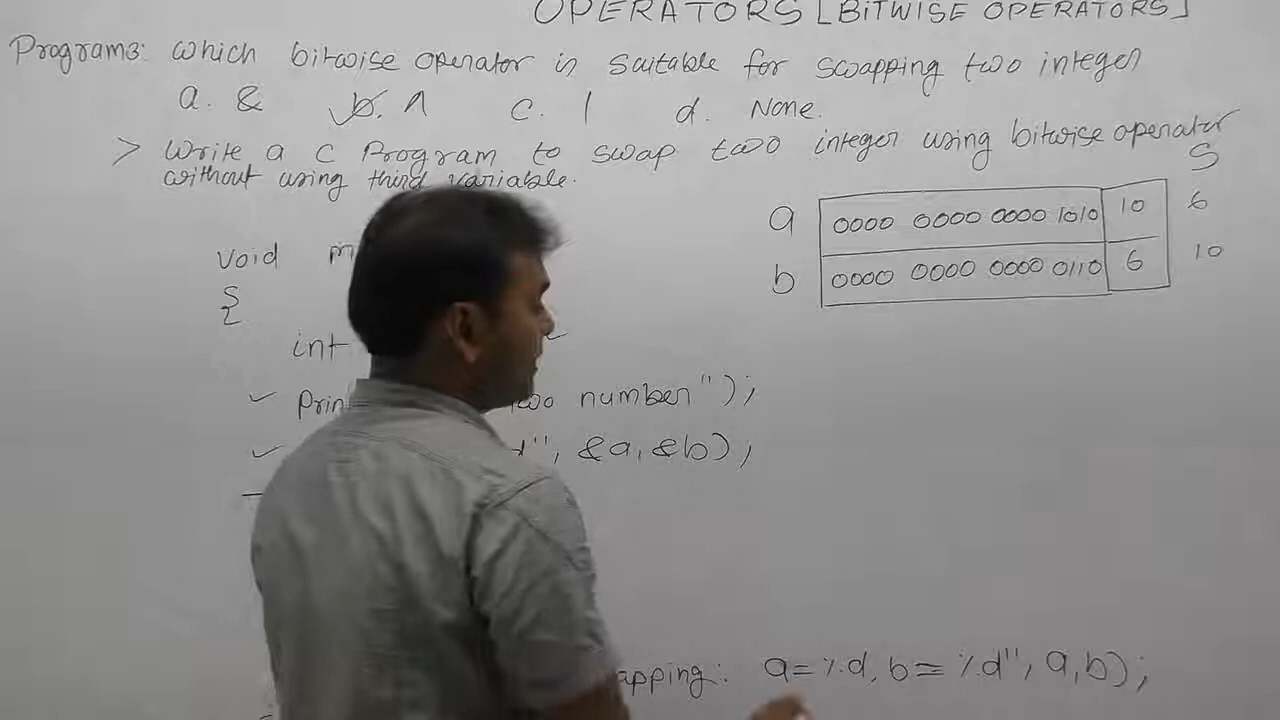 OPERATORS [BITWISE OPERATORS]
Programs: which bitwise operator is suitable for swapping two integer
a. & b. ^ c. | d. None.
> Write a C Program to swap two integer using bitwise operator
without using third variable.
S
a 0000 0000 0000 1010 10 6
b 0000 0000 0000 0110 6 10
void
{
int
two number");
", &a, &b);
apping: a=%d, b=%d", a,b);